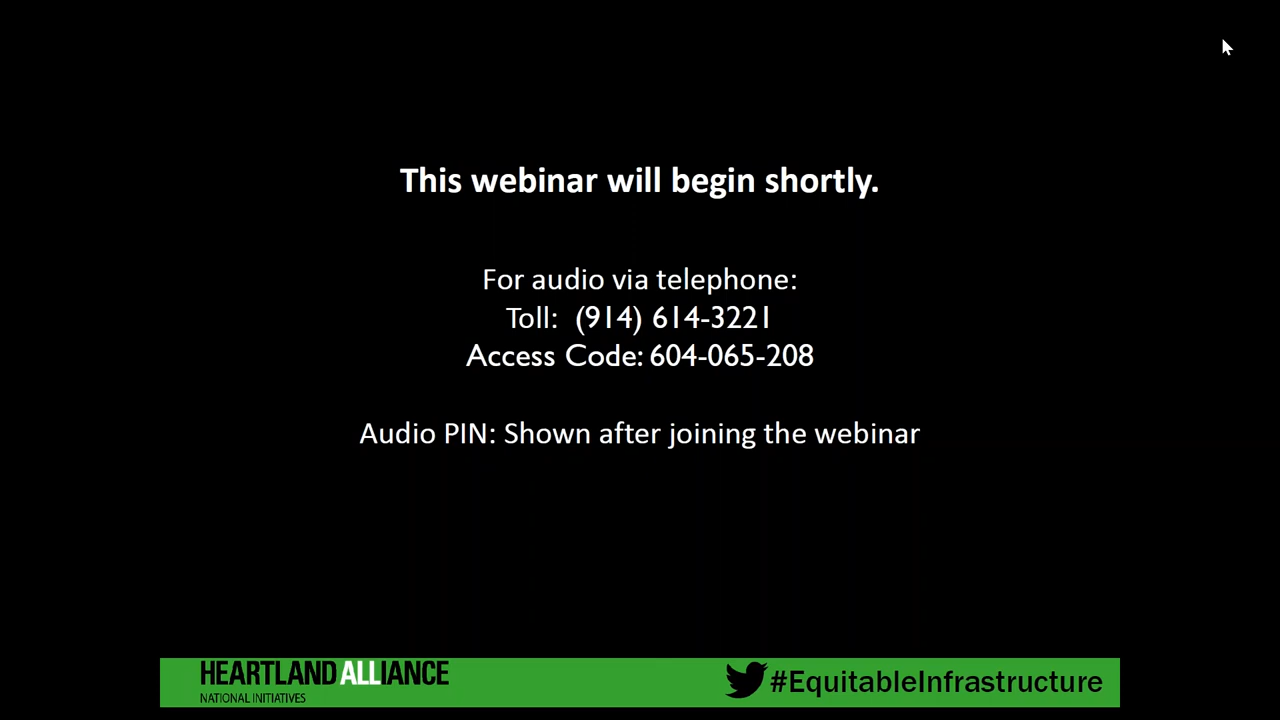 This webinar will begin shortly.
For audio via telephone:
Toll: (914) 614-3221
Access Code: 604-065-208
Audio PIN: Shown after joining the webinar
HEARTLAND ALLIANCE
NATIONAL INITIATIVES
#EquitableInfrastructure